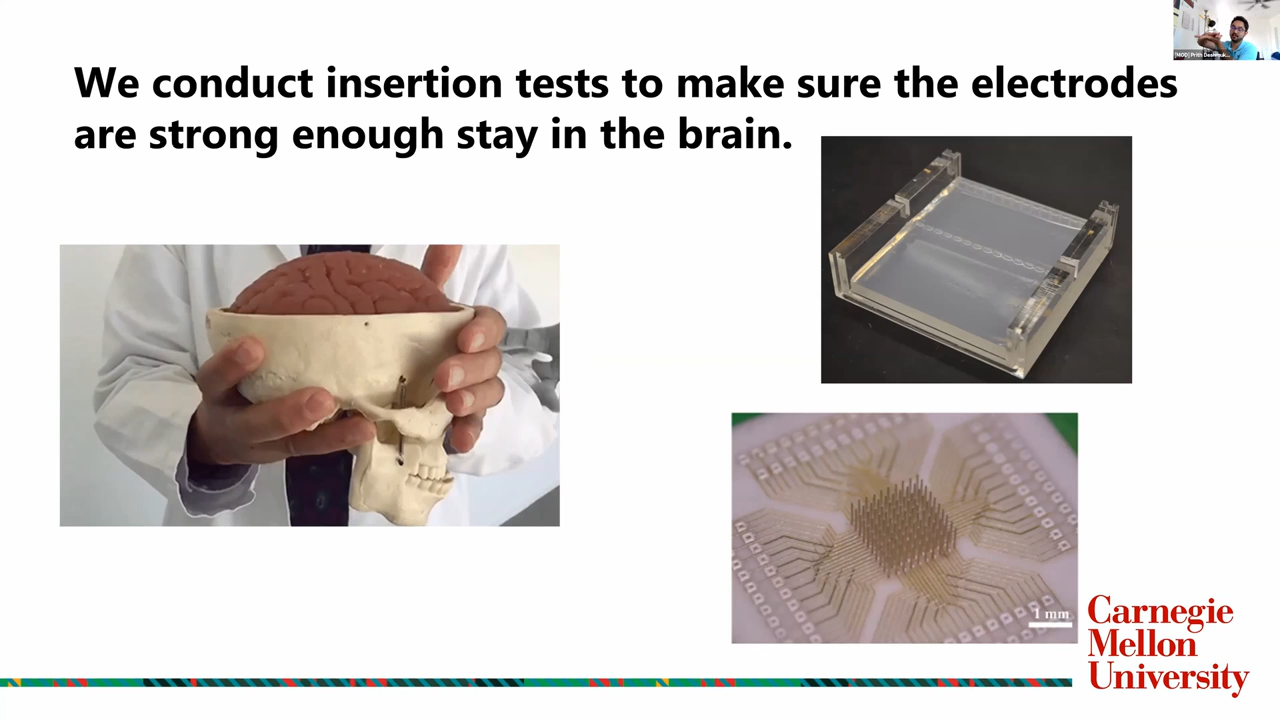 We conduct insertion tests to make sure the electrodes
are strong enough stay in the brain.
1 mm
Carnegie
Mellon
University